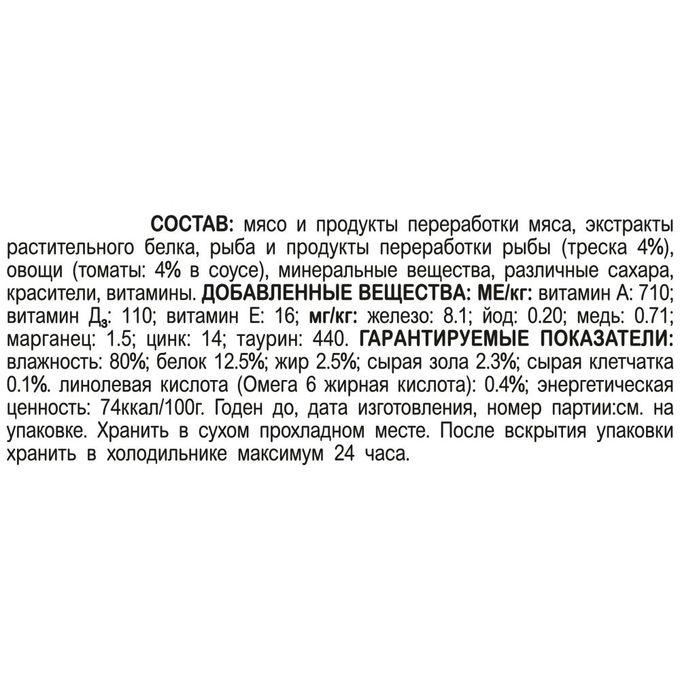 СОСТАВ: мясо и продукты переработки мяса, экстракты
растительного белка, рыба и продукты переработки рыбы (треска 4%),
овощи (томаты: 4% в соусе), минеральные вещества, различные сахара,
красители, витамины. ДОБАВЛЕННЫЕ ВЕЩЕСТВА: МЕ/кг: витамин А: 710;
витамин Д3: 110; витамин Е: 16; мг/кг: железо: 8.1; йод: 0.20; медь: 0.71;
марганец: 1.5; цинк: 14; таурин: 440. ГАРАНТИРУЕМЫЕ ПОКАЗАТЕЛИ:
влажность: 80%; белок 12.5%; жир 2.5%; сырая зола 2.3%; сырая клетчатка
0.1%. линолевая кислота (Омега 6 жирная кислота): 0.4%; энергетическая
ценность: 74ккал/100г. Годен до, дата изготовления, номер партии:см. на
упаковке. Хранить в сухом прохладном месте. После вскрытия упаковки
хранить в холодильнике максимум 24 часа.